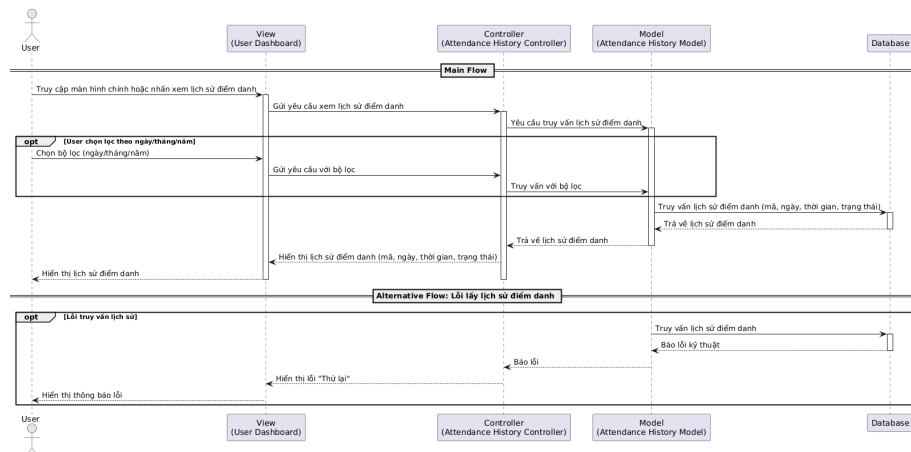 User
View
(User Dashboard)
Controller
(Attendance History Controller)
Model
(Attendance History Model)
Database
Main Flow
Truy cập màn hình chính hoặc nhấn xem lịch sử điểm danh
Gửi yêu cầu xem lịch sử điểm danh
Yêu cầu truy vấn lịch sử điểm danh
opt [User chọn lọc theo ngày/tháng/năm]
Chọn bộ lọc (ngày/tháng/năm)
Gửi yêu cầu với bộ lọc
Truy vấn với bộ lọc
Truy vấn lịch sử điểm danh (mã, ngày, thời gian, trạng thái)
Trả về lịch sử điểm danh
Trả về lịch sử điểm danh
Hiển thị lịch sử điểm danh (mã, ngày, thời gian, trạng thái)
Hiển thị lịch sử điểm danh
Alternative Flow: Lỗi lấy lịch sử điểm danh
opt [Lỗi truy vấn lịch sử]
Truy vấn lịch sử điểm danh
Báo lỗi kỹ thuật
Báo lỗi
Hiển thị lỗi "Thử lại"
Hiển thị thông báo lỗi
User
View
(User Dashboard)
Controller
(Attendance History Controller)
Model
(Attendance History Model)
Database